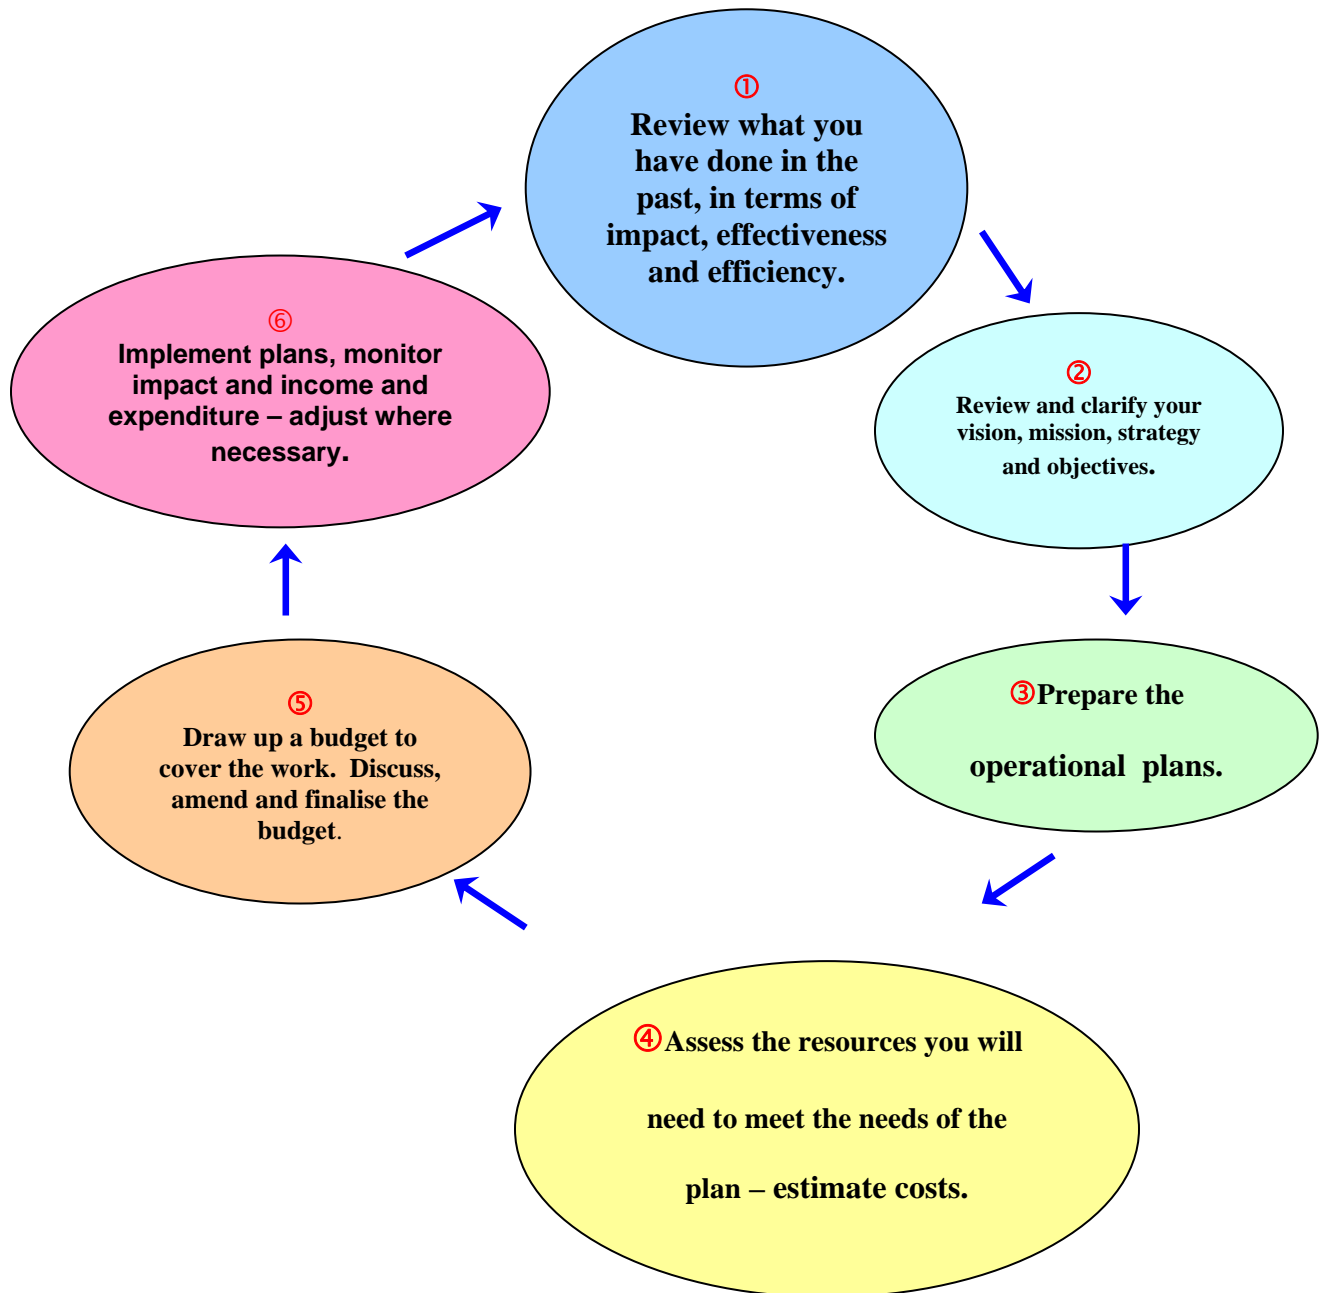 ①
Review what you
have done in the
past, in terms of
impact, effectiveness
and efficiency.
②
Review and clarify your
vision, mission, strategy
and objectives.
③Prepare the
operational plans.
④Assess the resources you will
need to meet the needs of the
plan – estimate costs.
⑤
Draw up a budget to
cover the work. Discuss,
amend and finalise the
budget.
⑥
Implement plans, monitor
impact and income and
expenditure – adjust where
necessary.